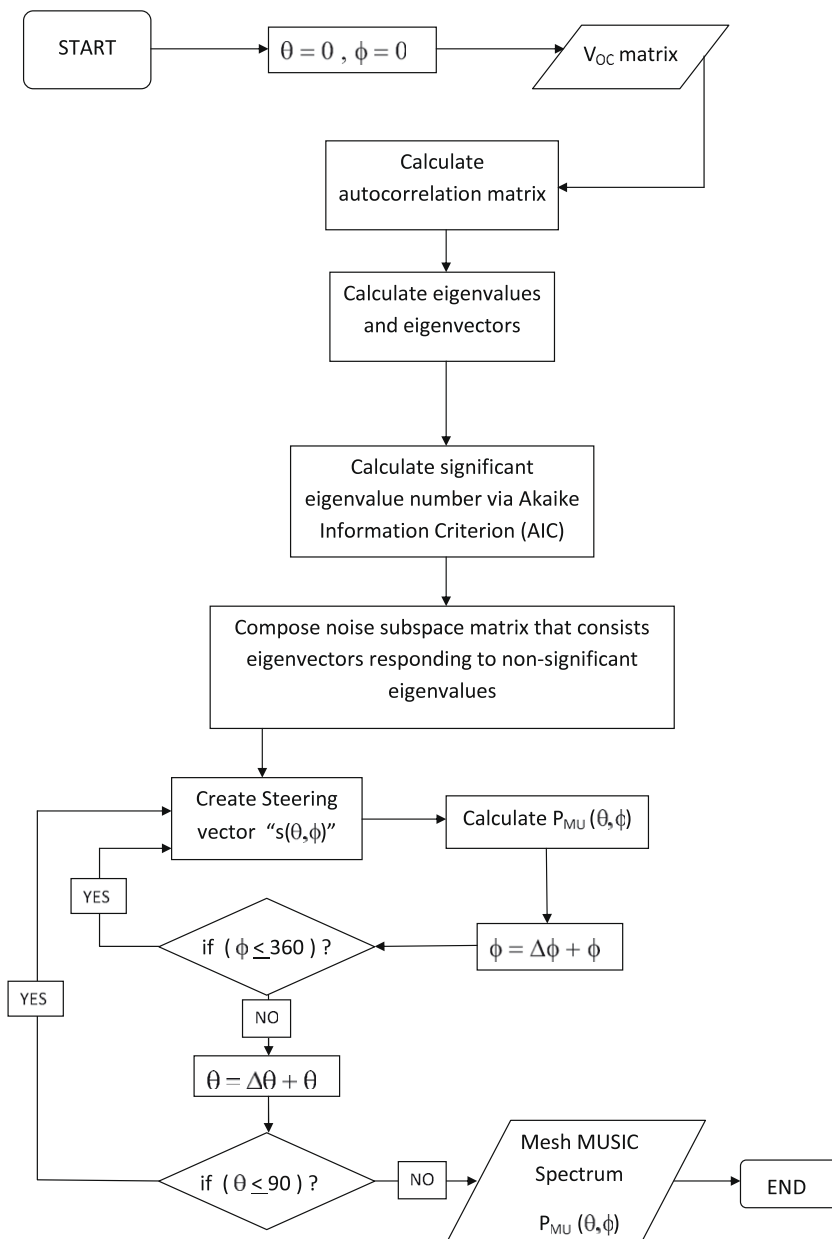 START
θ = 0 , ϕ = 0
V_OC matrix
Calculate
autocorrelation matrix
Calculate eigenvalues
and eigenvectors
Calculate significant
eigenvalue number via Akaike
Information Criterion (AIC)
Compose noise subspace matrix that consists
eigenvectors responding to non-significant
eigenvalues
Create Steering
vector “s(θ,ϕ)”
Calculate P_MU (θ,ϕ)
YES
if ( ϕ ≤ 360 ) ?
ϕ = Δϕ + ϕ
YES
NO
θ = Δθ + θ
if ( θ ≤ 90 ) ?
NO
Mesh MUSIC
Spectrum
P_MU (θ,ϕ)
END